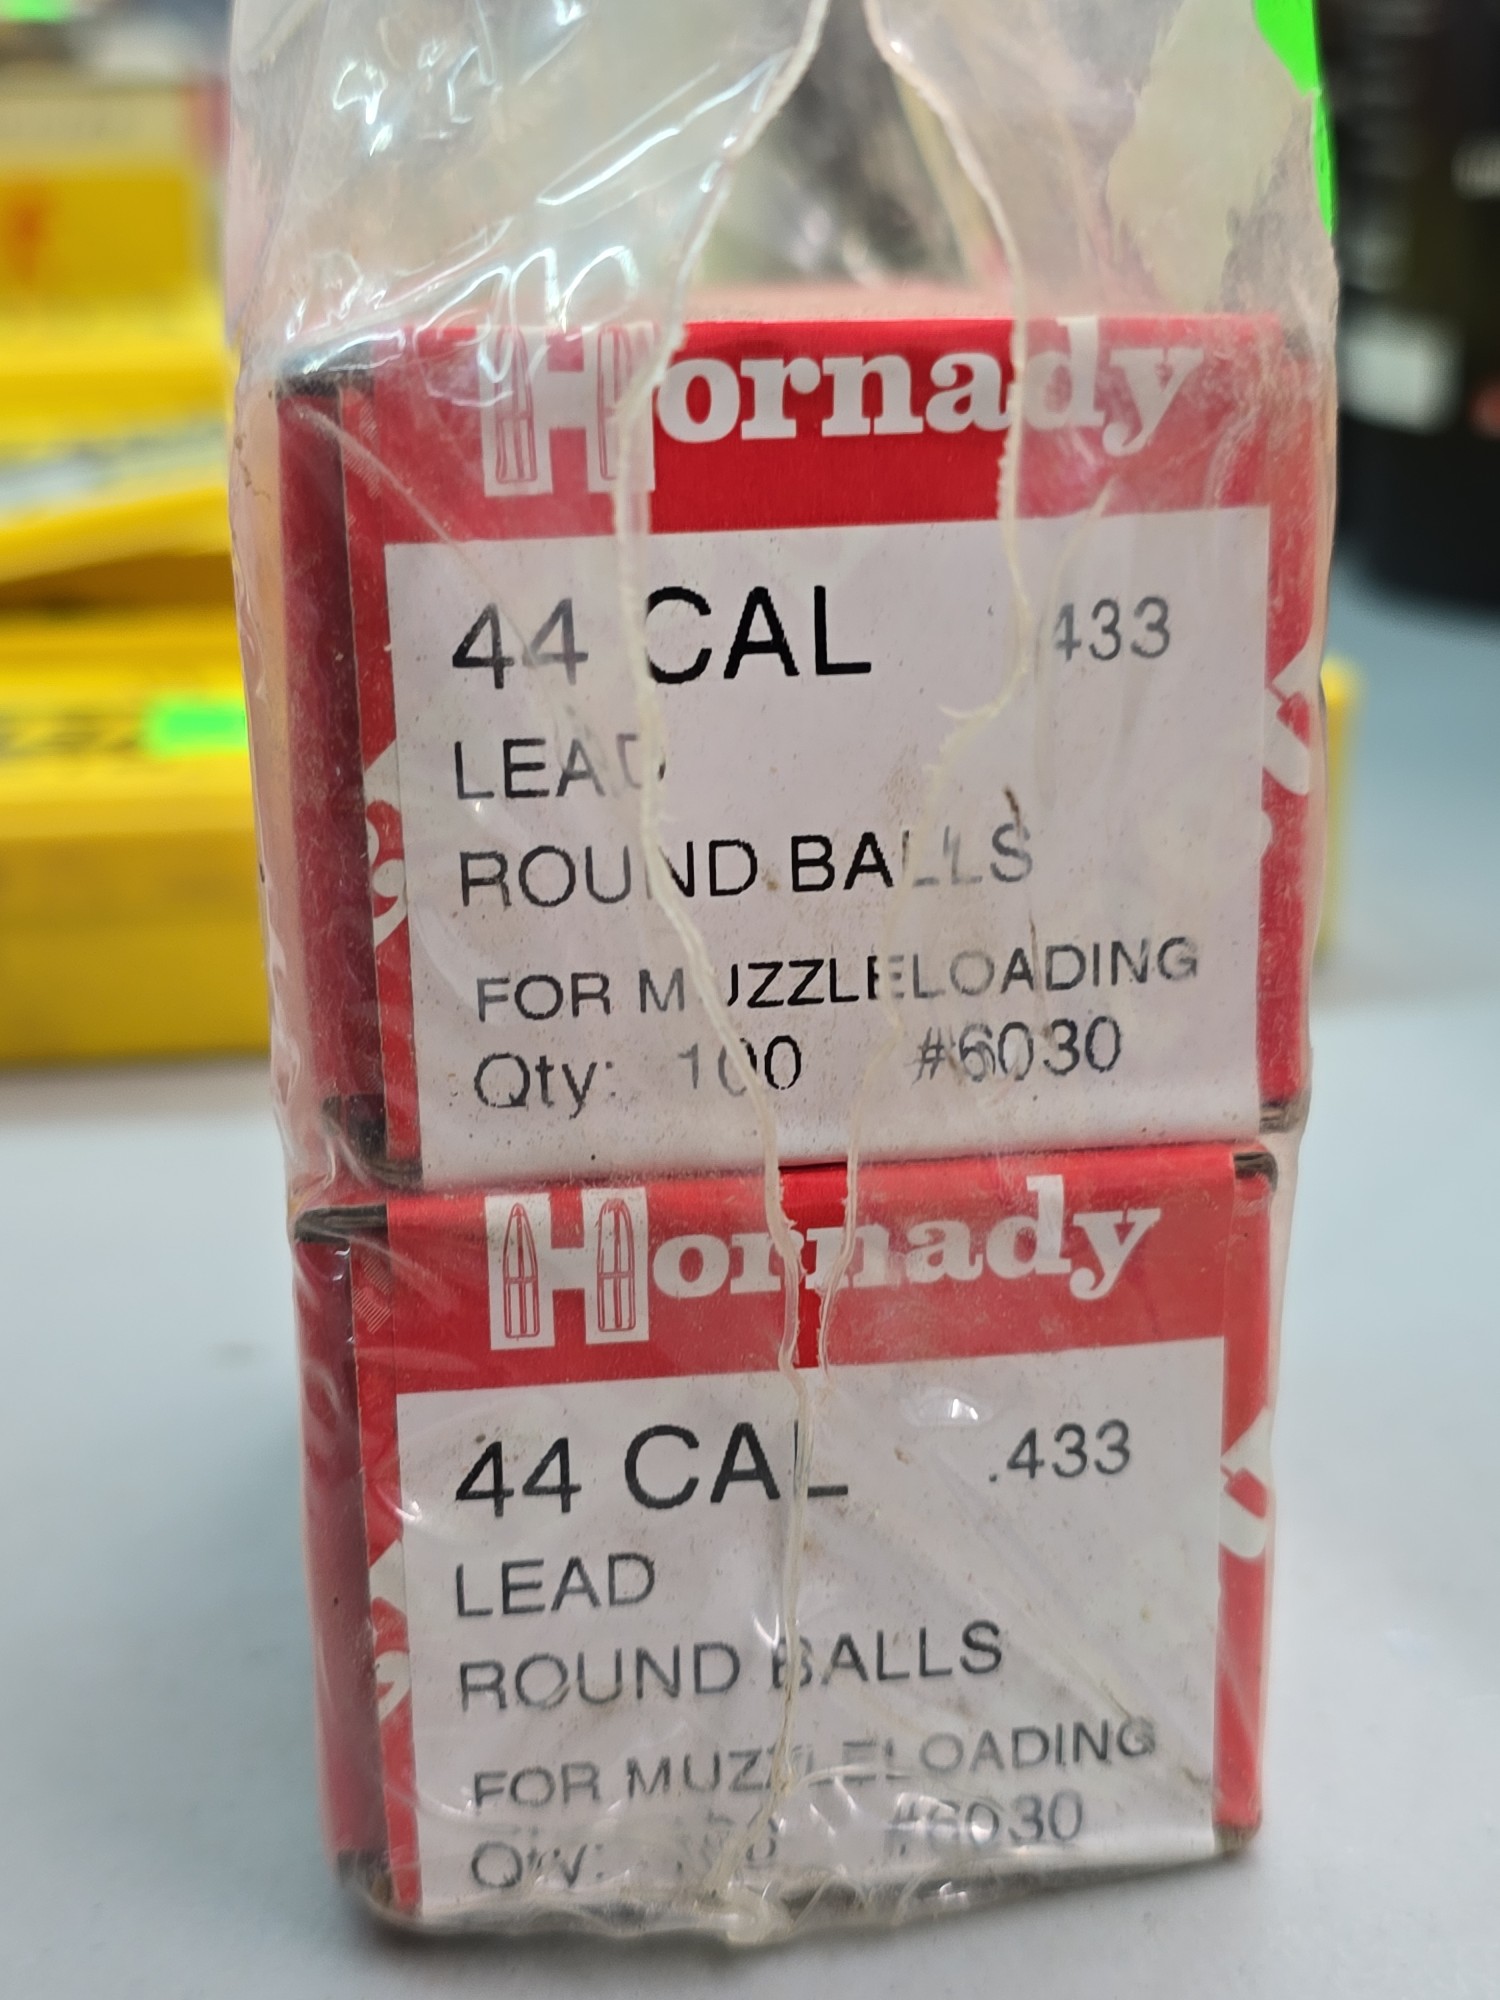 Hornady
44 CAL 433
LEAD
ROUND BALLS
FOR MUZZLELOADING
Qty: 100 #6030
Hornady
44 CAL .433
LEAD
ROUND BALLS
FOR MUZZLELOADING
Qty: #6030